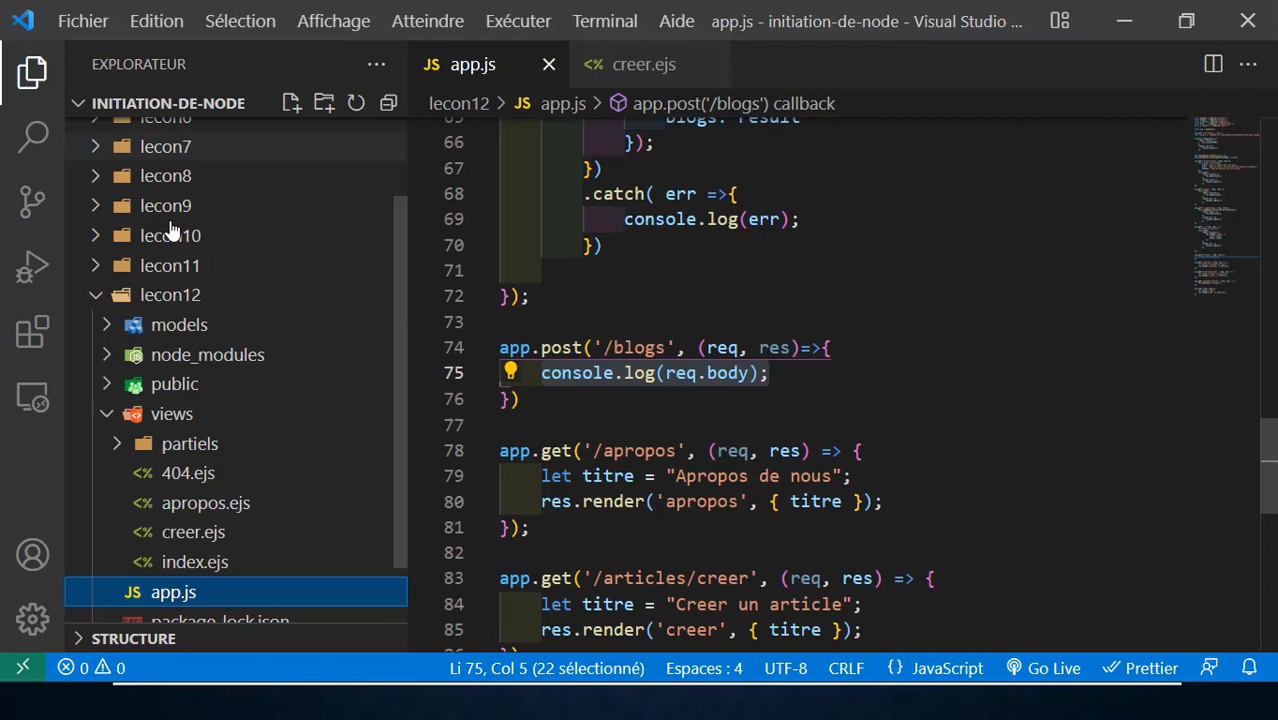 Fichier Edition Sélection Affichage Atteindre Exécuter Terminal Aide app.js - initiation-de-node - Visual Studio ...
EXPLORATEUR
JS app.js
<% creer.ejs
INITIATION-DE-NODE
lecon12 > JS app.js > app.post('/blogs') callback
lecon6
lecon7
lecon8
lecon9
lecon10
lecon11
lecon12
models
node_modules
public
views
partiels
<% 404.ejs
<% apropos.ejs
<% creer.ejs
<% index.ejs
JS app.js
package-lock.json
STRUCTURE
65 blogs: result
66 });
67 })
68 .catch( err =>{
69 console.log(err);
70 })
71
72 });
73
74 app.post('/blogs', (req, res)=>{
75 console.log(req.body);
76 })
77
78 app.get('/apropos', (req, res) => {
79 let titre = "Apropos de nous";
80 res.render('apropos', { titre });
81 });
82
83 app.get('/articles/creer', (req, res) => {
84 let titre = "Creer un article";
85 res.render('creer', { titre });
0 0 Li 75, Col 5 (22 sélectionné) Espaces : 4 UTF-8 CRLF {} JavaScript Go Live Prettier